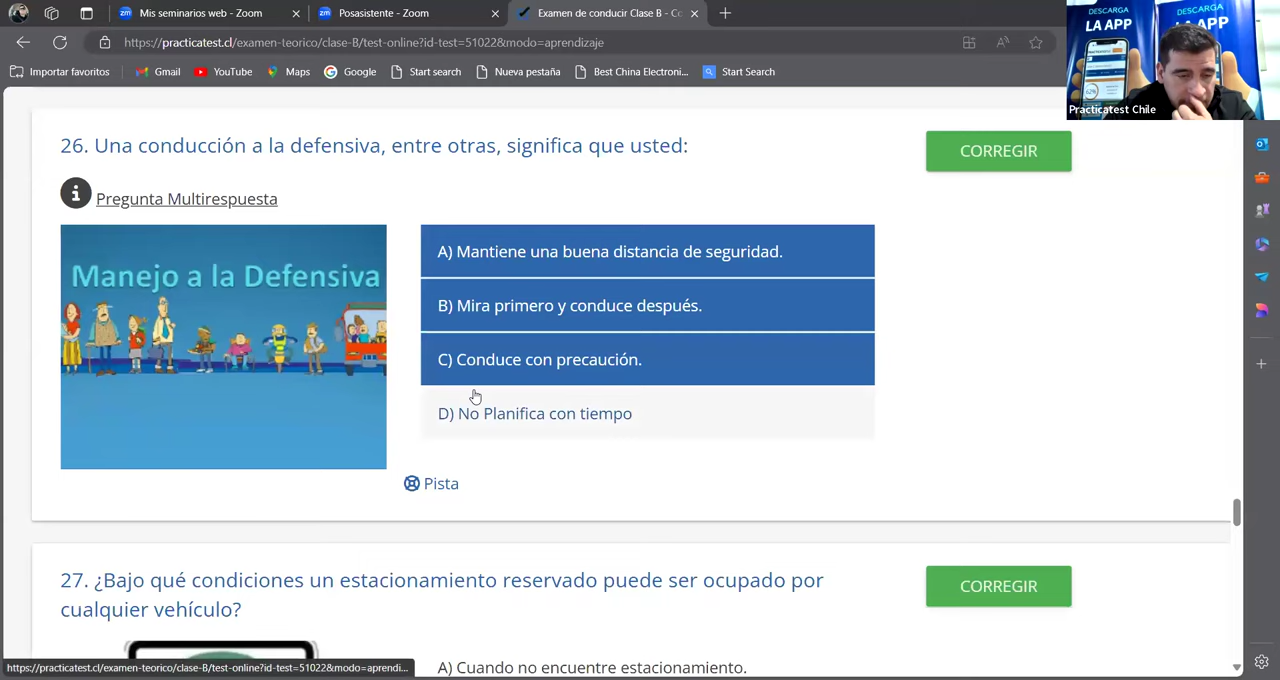 Mis seminarios web - Zoom
Posasistente - Zoom
Examen de conducir Clase B - Co
https://practicatest.cl/examen-teorico/clase-B/test-online?id-test=51022&modo=aprendizaje
Importar favoritos
Gmail
YouTube
Maps
Google
Start search
Nueva pestaña
Best China Electroni...
Start Search
DESCARGA
LA APP
DESCARGA
LA APP
62%
Practicatest Chile
26. Una conducción a la defensiva, entre otras, significa que usted:
CORREGIR
Pregunta Multirespuesta
Manejo a la Defensiva
A) Mantiene una buena distancia de seguridad.
B) Mira primero y conduce después.
C) Conduce con precaución.
D) No Planifica con tiempo
Pista
27. ¿Bajo qué condiciones un estacionamiento reservado puede ser ocupado por
cualquier vehículo?
CORREGIR
A) Cuando no encuentre estacionamiento.
https://practicatest.cl/examen-teorico/clase-B/test-online?id-test=51022&modo=aprendi...